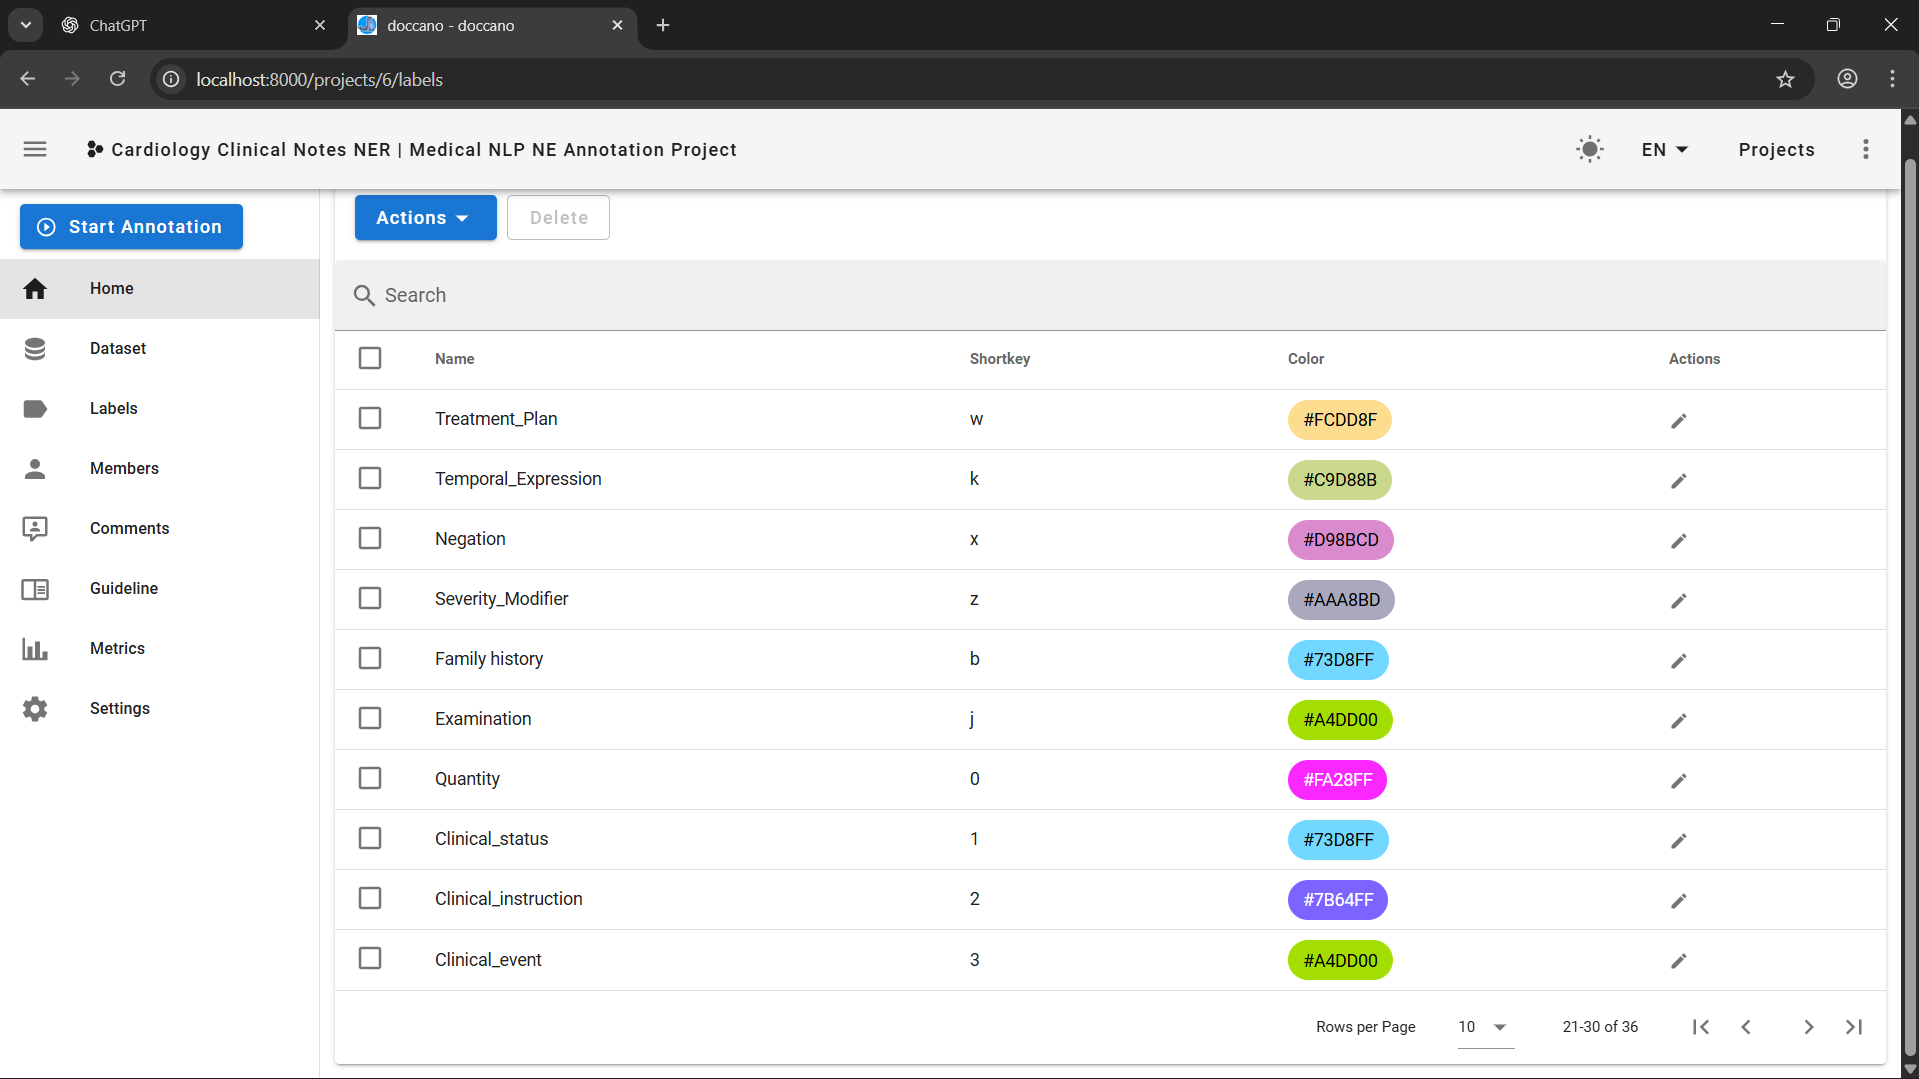 ChatGPT
doccano - doccano
localhost:8000/projects/6/labels
Cardiology Clinical Notes NER | Medical NLP NE Annotation Project
EN
Projects
Start Annotation
Home
Dataset
Labels
Members
Comments
Guideline
Metrics
Settings
Actions
Delete
Search
Name Shortkey Color Actions
Treatment_Plan w #FCDD8F
Temporal_Expression k #C9D88B
Negation x #D98BCD
Severity_Modifier z #AAA8BD
Family history b #73D8FF
Examination j #A4DD00
Quantity 0 #FA28FF
Clinical_status 1 #73D8FF
Clinical_instruction 2 #7B64FF
Clinical_event 3 #A4DD00
Rows per Page 10 21-30 of 36